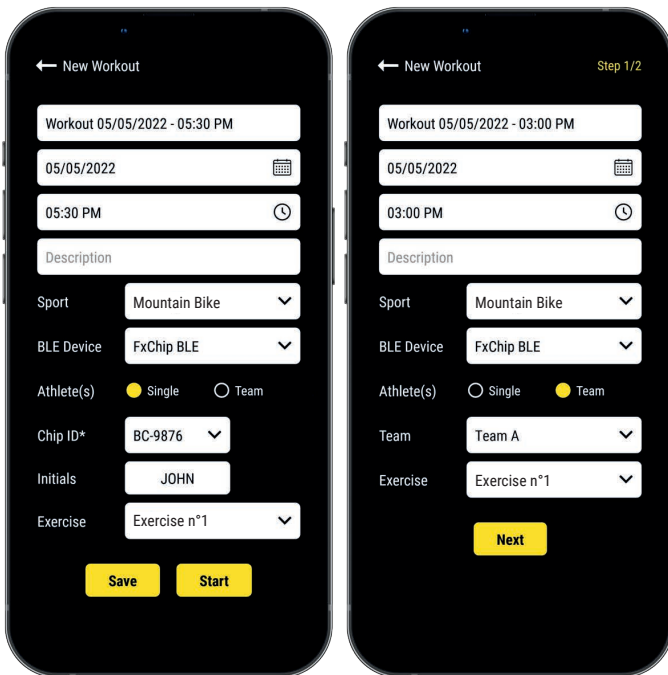 New Workout
Workout 05/05/2022 - 05:30 PM
05/05/2022
05:30 PM
Description
Sport Mountain Bike
BLE Device FxChip BLE
Athlete(s) Single Team
Chip ID* BC-9876
Initials JOHN
Exercise Exercise n°1
Save Start
New Workout Step 1/2
Workout 05/05/2022 - 03:00 PM
05/05/2022
03:00 PM
Description
Sport Mountain Bike
BLE Device FxChip BLE
Athlete(s) Single Team
Team Team A
Exercise Exercise n°1
Next